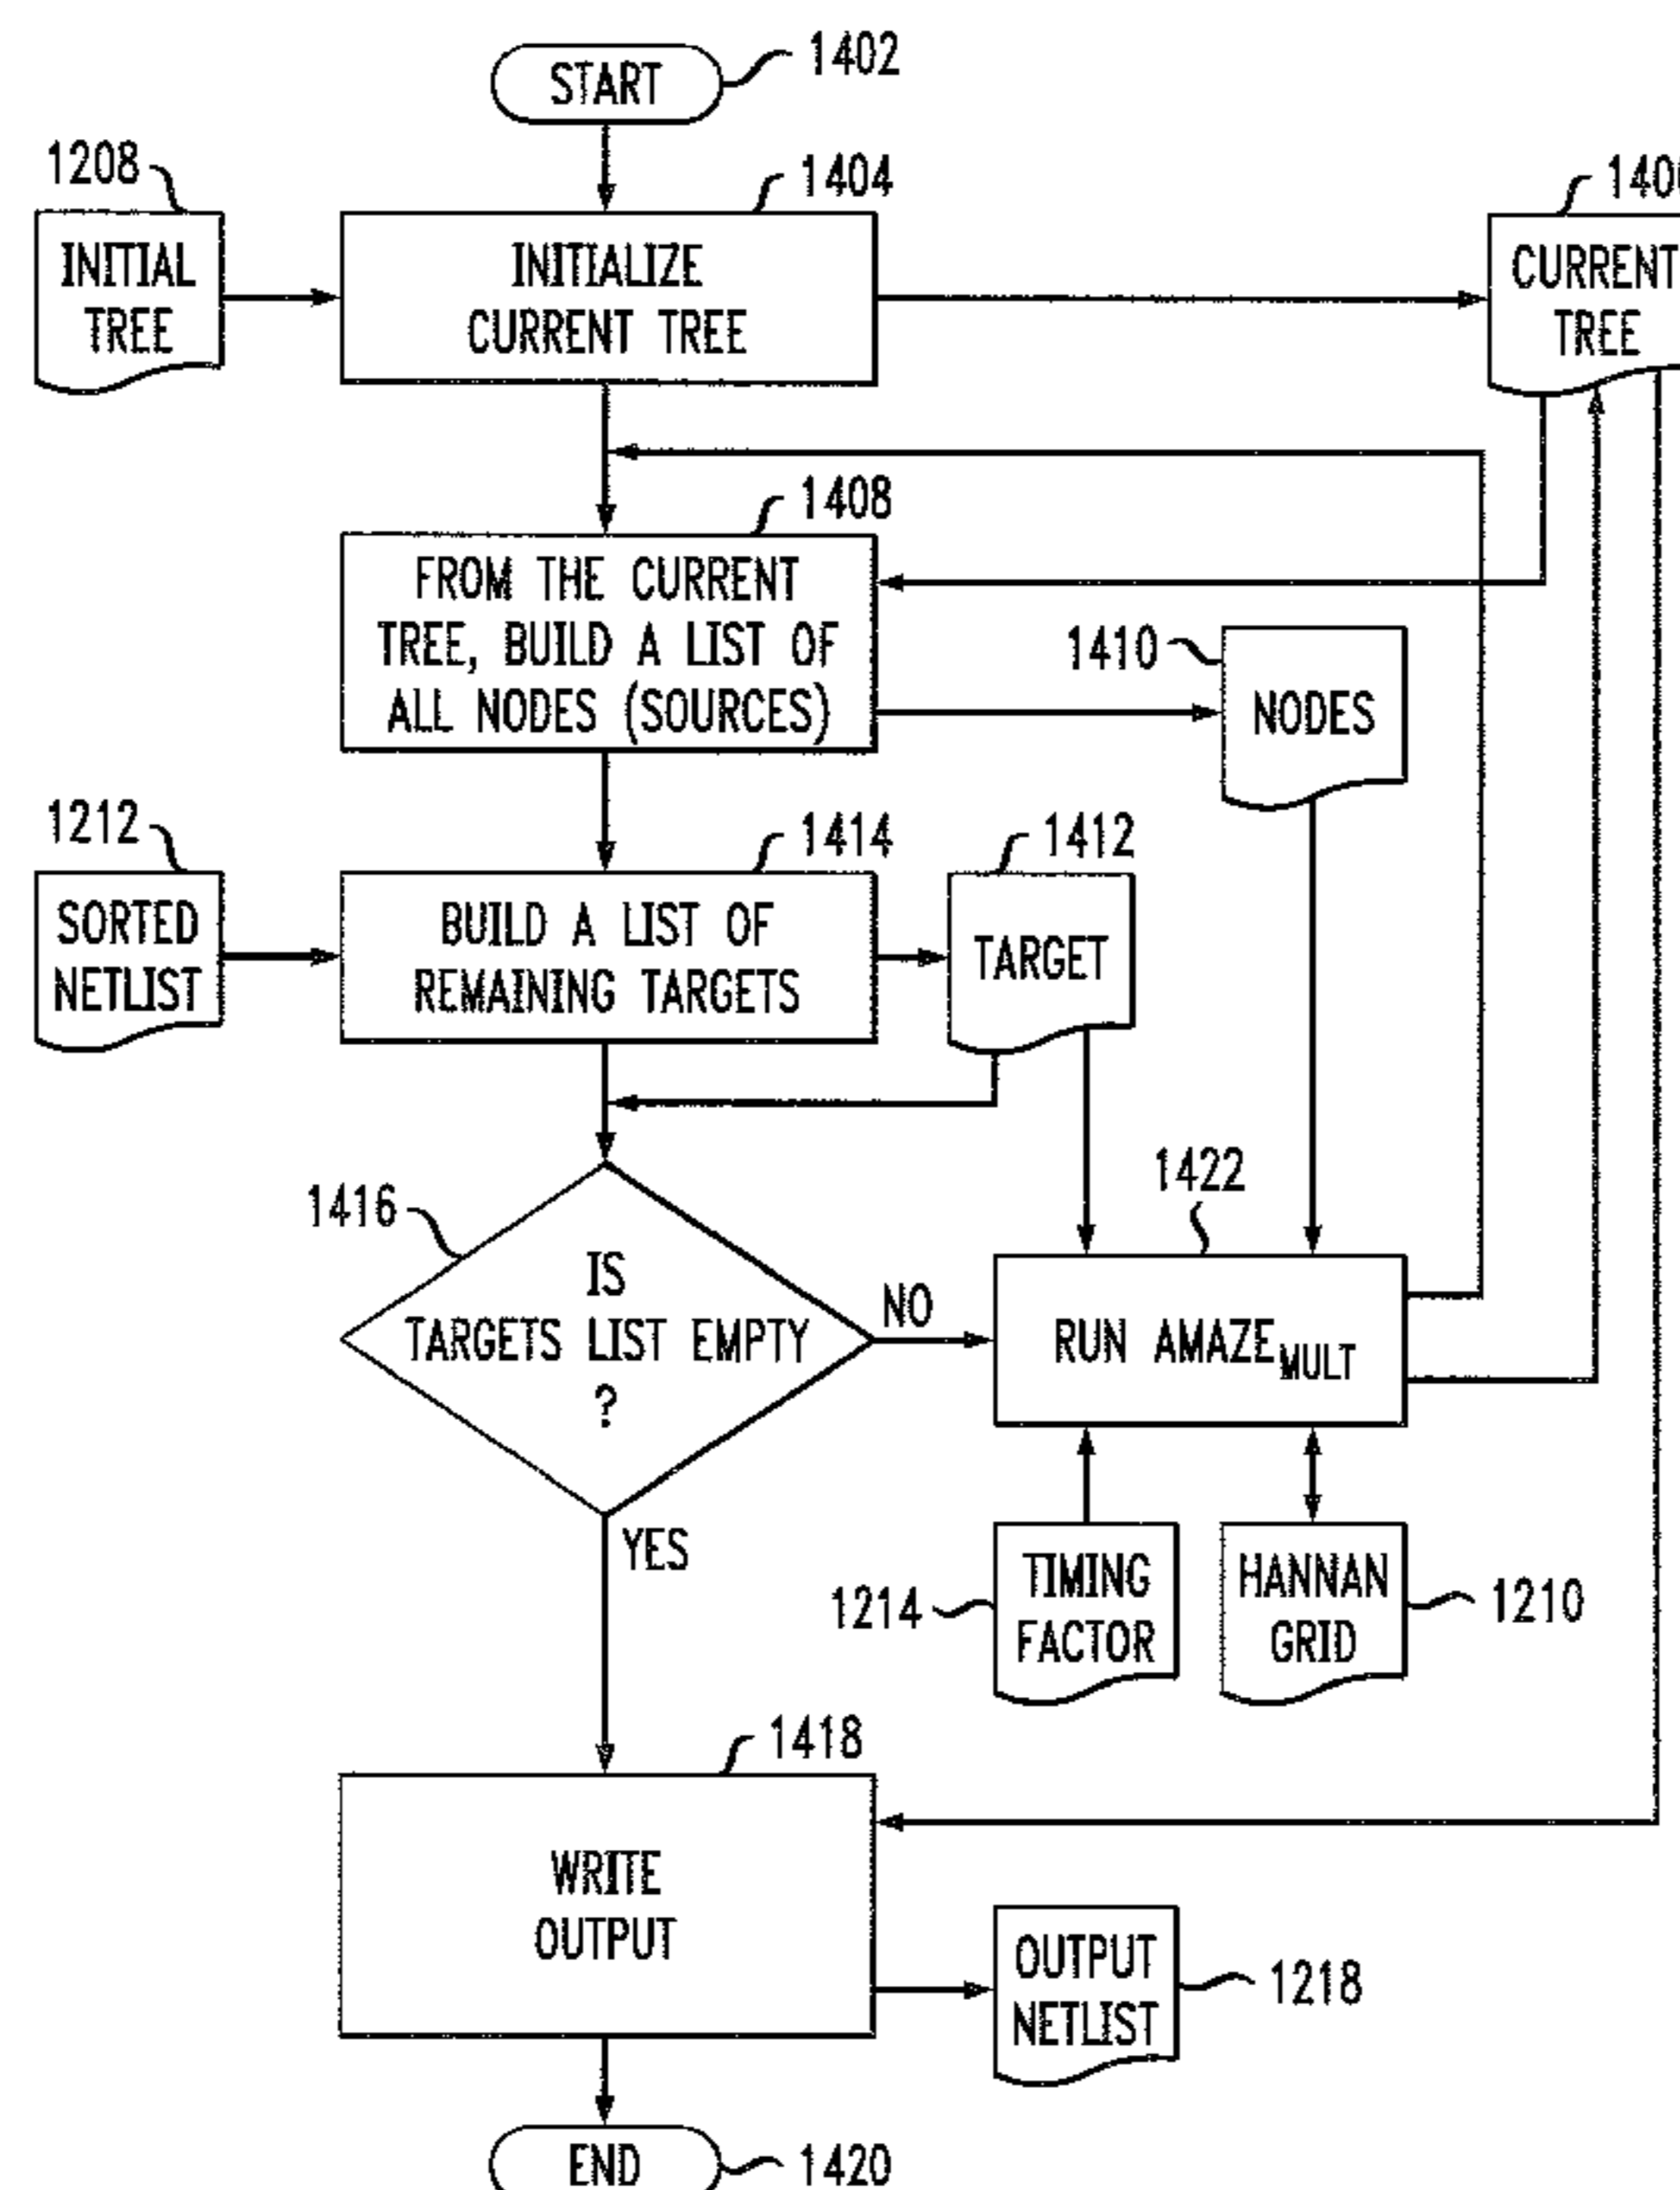 START
1402
1208
1404
INITIAL
TREE
INITIALIZE
CURRENT TREE
CURRENT
TREE
1408
FROM THE CURRENT
TREE, BUILD A LIST OF
ALL NODES (SOURCES)
1410
NODES
1212
1414
1412
SORTED
NETLIST
BUILD A LIST OF
REMAINING TARGETS
TARGET
1416
IS
TARGETS LIST EMPTY
?
NO
1422
RUN AMAZE MULT
YES
1214
TIMING
FACTOR
HANNAN
GRID
1210
1418
WRITE
OUTPUT
OUTPUT
NETLIST
1218
END
1420